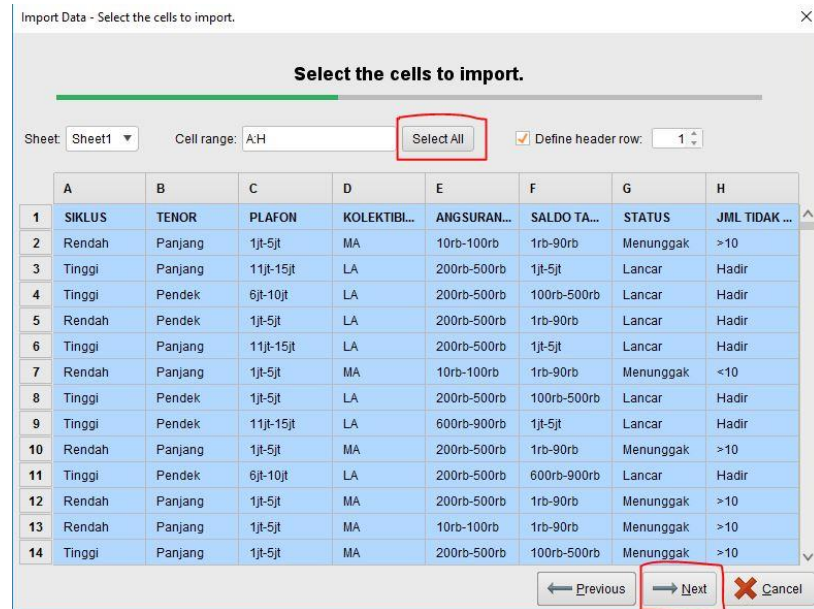 Import Data - Select the cells to import.
Select the cells to import.
Sheet: Sheet1 Cell range: A:H Select All Define header row: 1
A B C D E F G H
1 SIKLUS TENOR PLAFON KOLEKTIBI... ANGSURAN... SALDO TA... STATUS JML TIDAK ...
2 Rendah Panjang 1jt-5jt MA 10rb-100rb 1rb-90rb Menunggak >10
3 Tinggi Panjang 11jt-15jt LA 200rb-500rb 1jt-5jt Lancar Hadir
4 Tinggi Pendek 6jt-10jt LA 200rb-500rb 100rb-500rb Lancar Hadir
5 Rendah Pendek 1jt-5jt LA 200rb-500rb 1rb-90rb Lancar Hadir
6 Tinggi Panjang 11jt-15jt LA 200rb-500rb 1jt-5jt Lancar Hadir
7 Rendah Panjang 1jt-5jt MA 10rb-100rb 1rb-90rb Menunggak <10
8 Tinggi Pendek 1jt-5jt LA 200rb-500rb 100rb-500rb Lancar Hadir
9 Tinggi Pendek 11jt-15jt LA 600rb-900rb 1jt-5jt Lancar Hadir
10 Rendah Panjang 1jt-5jt MA 200rb-500rb 1rb-90rb Menunggak >10
11 Tinggi Pendek 6jt-10jt LA 200rb-500rb 600rb-900rb Lancar Hadir
12 Rendah Panjang 1jt-5jt MA 200rb-500rb 1rb-90rb Menunggak >10
13 Rendah Panjang 1jt-5jt MA 10rb-100rb 1rb-90rb Menunggak >10
14 Tinggi Panjang 1jt-5jt MA 200rb-500rb 100rb-500rb Menunggak >10
Previous Next Cancel